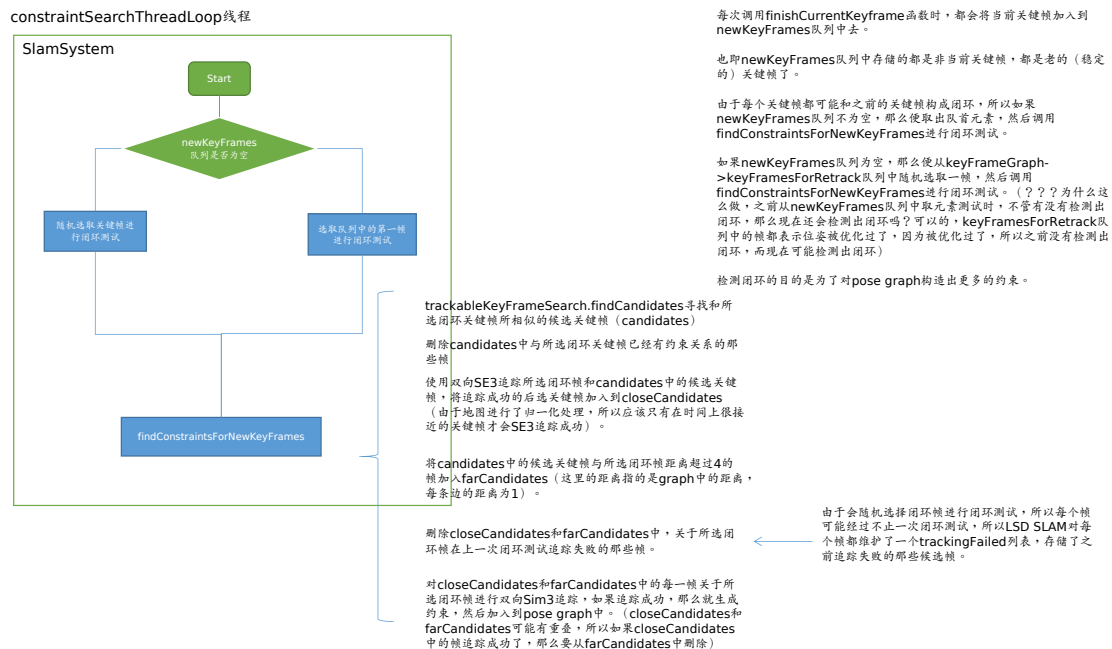 constraintSearchThreadLoop线程
SlamSystem
Start
newKeyFrames
队列是否为空
随机选取关键帧进
行闭环测试
选取队列中的第一帧
进行闭环测试
findConstraintsForNewKeyFrames
trackableKeyFrameSearch.findCandidates寻找和所
选闭环关键帧所相似的候选关键帧（candidates）
删除candidates中与所选闭环关键帧已经有约束关系的那
些帧
使用双向SE3追踪所选闭环帧和candidates中的候选关键
帧，将追踪成功的后选关键帧加入到closeCandidates
（由于地图进行了归一化处理，所以应该只有在时间上很接
近的关键帧才会SE3追踪成功）。
将candidates中的候选关键帧与所选闭环帧距离超过4的
帧加入farCandidates（这里的距离指的是graph中的距离，
每条边的距离为1）。
删除closeCandidates和farCandidates中，关于所选闭
环帧在上一次闭环测试追踪失败的那些帧。
对closeCandidates和farCandidates中的每一帧关于所
选闭环帧进行双向Sim3追踪，如果追踪成功，那么就生成
约束，然后加入到pose graph中。（closeCandidates和
farCandidates可能有重叠，所以如果closeCandidates
中的帧追踪成功了，那么要从farCandidates中删除）
每次调用finishCurrentKeyframe函数时，都会将当前关键帧加入到
newKeyFrames队列中去。
也即newKeyFrames队列中存储的都是非当前关键帧，都是老的（稳定
的）关键帧了。
由于每个关键帧都可能和之前的关键帧构成闭环，所以如果
newKeyFrames队列不为空，那么便取出队首元素，然后调用
findConstraintsForNewKeyFrames进行闭环测试。
如果newKeyFrames队列为空，那么便从keyFrameGraph-
>keyFramesForRetrack队列中随机选取一帧，然后调用
findConstraintsForNewKeyFrames进行闭环测试。（？？？为什么这
么做，之前从newKeyFrames队列中取元素测试时，不管有没有检测出
闭环，那么现在还会检测出闭环吗？可以的，keyFramesForRetrack队
列中的帧都表示位姿被优化过了，因为被优化过了，所以之前没有检测出
闭环，而现在可能检测出闭环）
检测闭环的目的是为了对pose graph构造出更多的约束。
由于会随机选择闭环帧进行闭环测试，所以每个帧
可能经过不止一次闭环测试，所以LSD SLAM对每
个帧都维护了一个trackingFailed列表，存储了之
前追踪失败的那些候选帧。